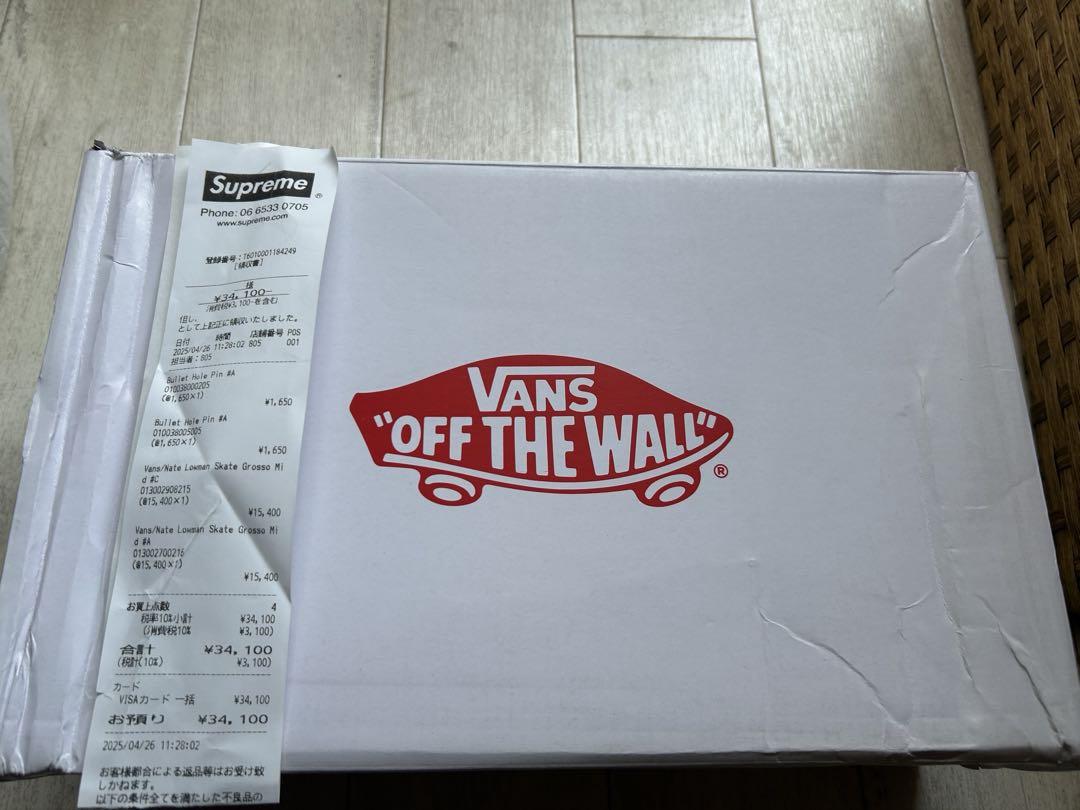 Supreme
®
Phone: 06 6533 0705
www.supreme.com
登録番号:T6010001184249
[領収書]
様
¥34,100-
消費税¥3,100-を含む
但し、
として上記正に領収いたしました。
日付 時間 店舗番号 POS
2025/04/26 11:28:02 805 001
担当者:805
Bullet Hole Pin #A
010038000205
(@1,650×1)
¥1,650
Bullet Hole Pin #A
010038005005
(@1,650×1)
¥1,650
Vans/Nate Lowman Skate Grosso Mi
d #C
013002908215
(@15,400×1)
¥15,400
Vans/Nate Lowman Skate Grosso Mi
d #A
013002700216
(@15,400×1)
¥15,400
お買上点数 4
税率10%小計 ¥34,100
(消費税10% ¥3,100)
合計 ¥34,100
(税計(10%) ¥3,100)
カード
VISAカード 一括 ¥34,100
お預り ¥34,100
2025/04/26 11:28:02
お客様都合による返品等はお受け致
しかねます。
以下の条件全てを満たした不良品の
VANS
"OFF THE WALL"
®